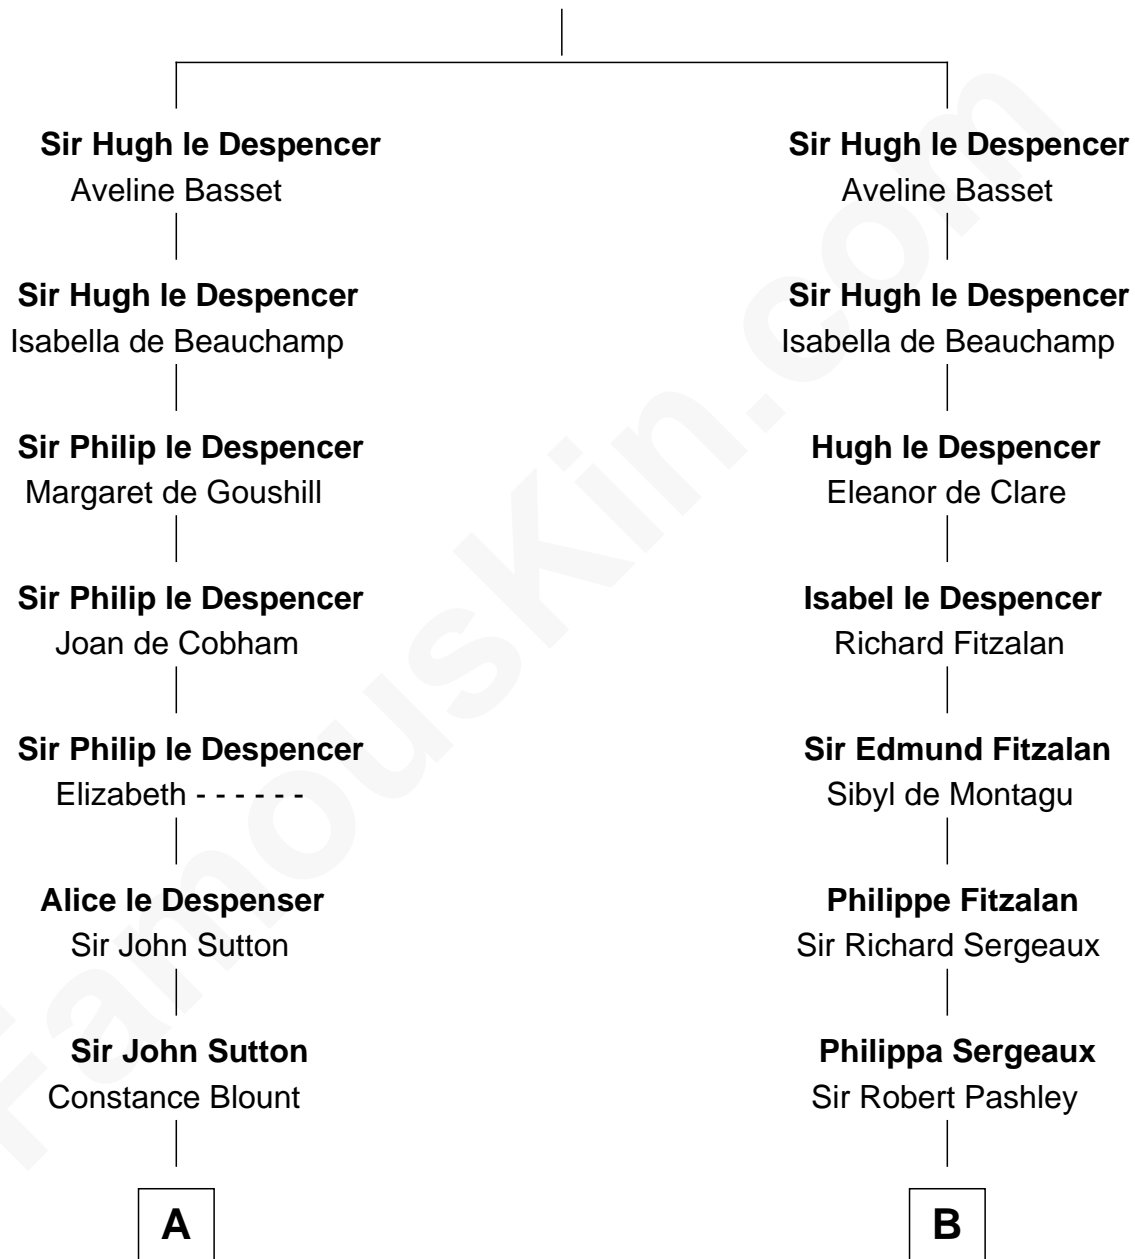 Sir Hugh le Despencer
Aveline Basset
Sir Hugh le Despencer
Isabella de Beauchamp
Sir Philip le Despencer
Margaret de Goushill
Sir Philip le Despencer
Joan de Cobham
Sir Philip le Despencer
Elizabeth - - - - - -
Alice le Despenser
Sir John Sutton
Sir John Sutton
Constance Blount
A
Sir Hugh le Despencer
Aveline Basset
Sir Hugh le Despencer
Isabella de Beauchamp
Hugh le Despencer
Eleanor de Clare
Isabel le Despencer
Richard Fitzalan
Sir Edmund Fitzalan
Sibyl de Montagu
Philippe Fitzalan
Sir Richard Sergeaux
Philippa Sergeaux
Sir Robert Pashley
B
FamousKin.com